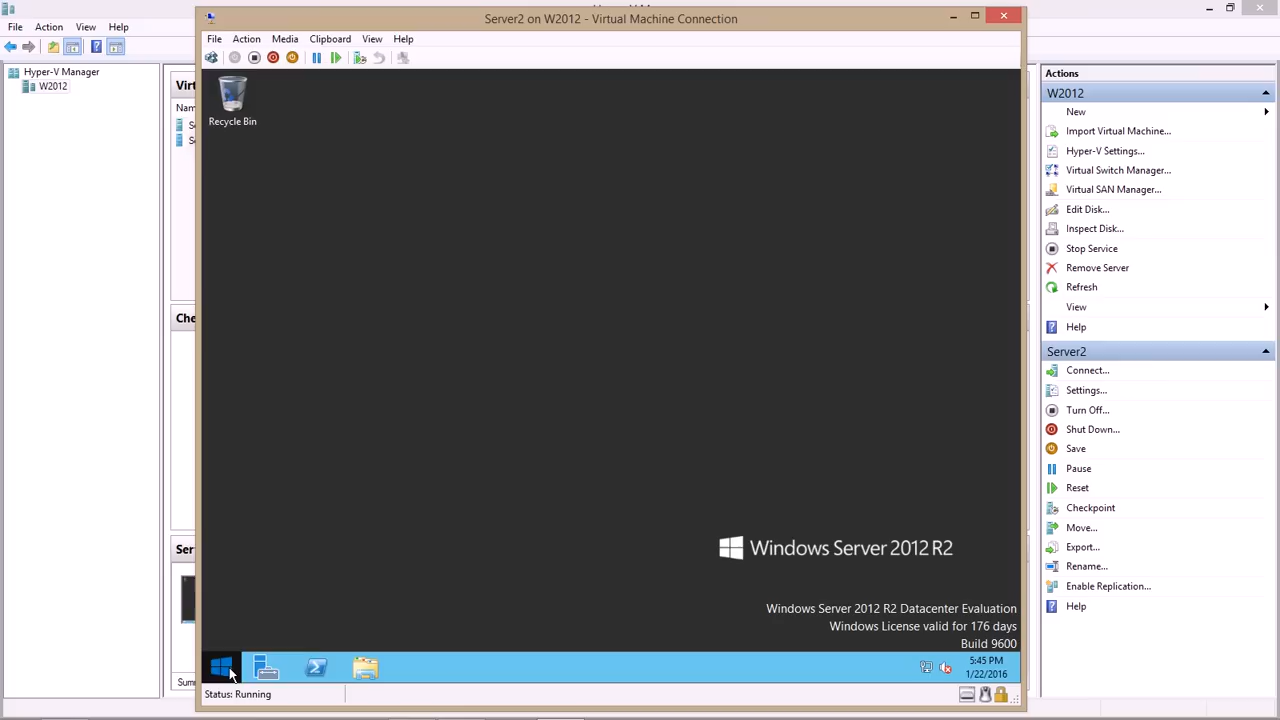 Server2 on W2012 - Virtual Machine Connection
File Action View Help
File Action Media Clipboard View Help
Hyper-V Manager
W2012
Recycle Bin
Windows Server 2012 R2
Windows Server 2012 R2 Datacenter Evaluation
Windows License valid for 176 days
Build 9600
5:45 PM
1/22/2016
Status: Running
Actions
W2012
New
Import Virtual Machine...
Hyper-V Settings...
Virtual Switch Manager...
Virtual SAN Manager...
Edit Disk...
Inspect Disk...
Stop Service
Remove Server
Refresh
View
Help
Server2
Connect...
Settings...
Turn Off...
Shut Down...
Save
Pause
Reset
Checkpoint
Move...
Export...
Rename...
Enable Replication...
Help